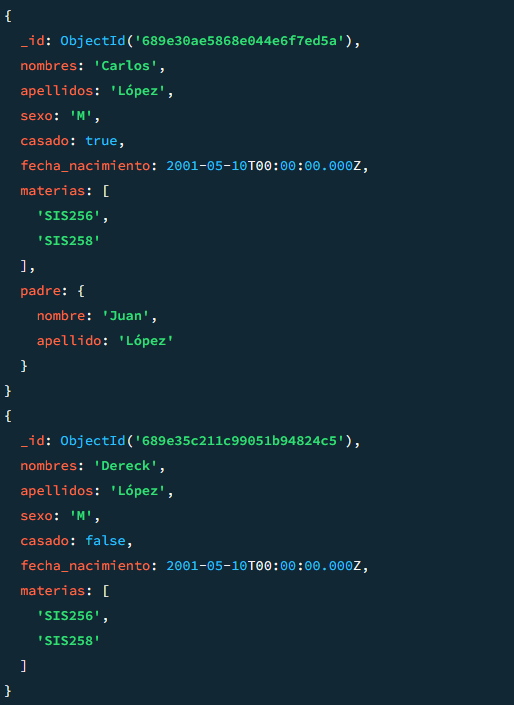 {
  _id: ObjectId('689e30ae5868e044e6f7ed5a'),
  nombres: 'Carlos',
  apellidos: 'López',
  sexo: 'M',
  casado: true,
  fecha_nacimiento: 2001-05-10T00:00:00.000Z,
  materias: [
    'SIS256',
    'SIS258'
  ],
  padre: {
    nombre: 'Juan',
    apellido: 'López'
  }
}
{
  _id: ObjectId('689e35c211c99051b94824c5'),
  nombres: 'Dereck',
  apellidos: 'López',
  sexo: 'M',
  casado: false,
  fecha_nacimiento: 2001-05-10T00:00:00.000Z,
  materias: [
    'SIS256',
    'SIS258'
  ]
}